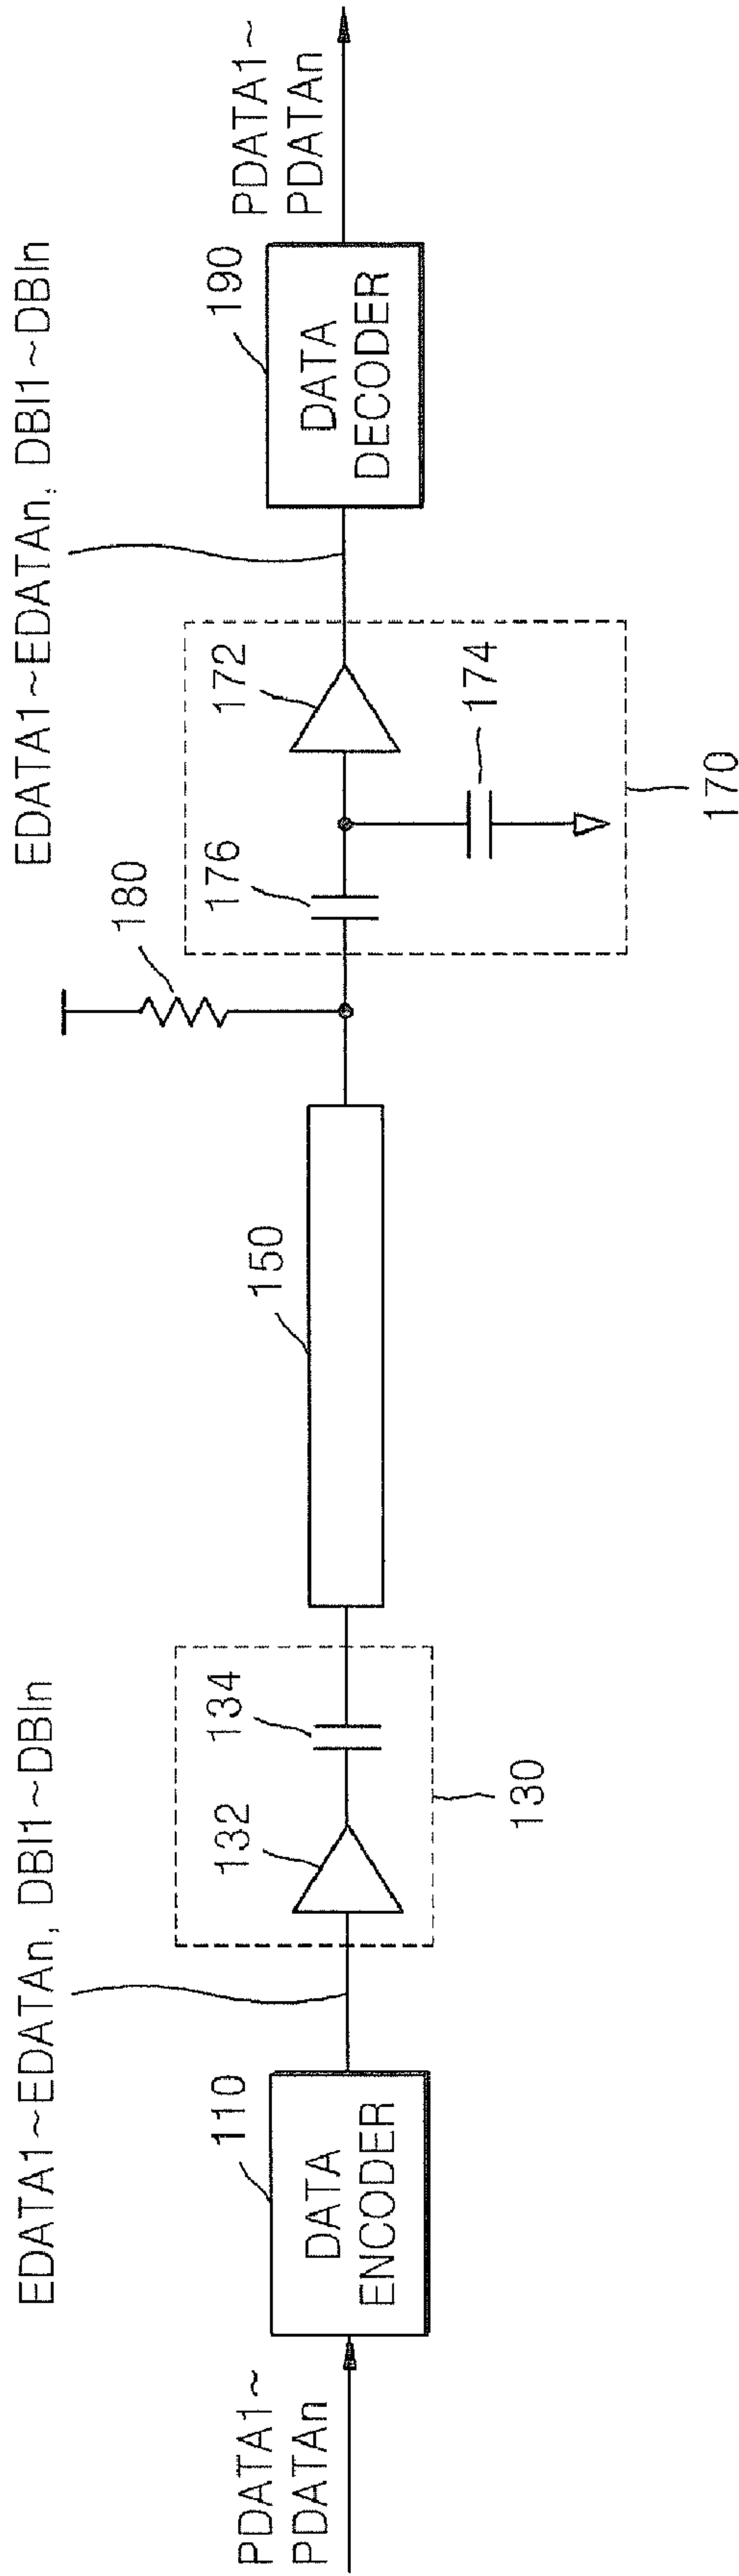 EDATA1~EDATAn, DBI1~DBIn
EDATA1~EDATAn, DBI1~DBIn
PDATA1~
PDATAn
110
DATA
ENCODER
132
134
130
150
180
176
172
174
170
190
DATA
DECODER
PDATA1~
PDATAn